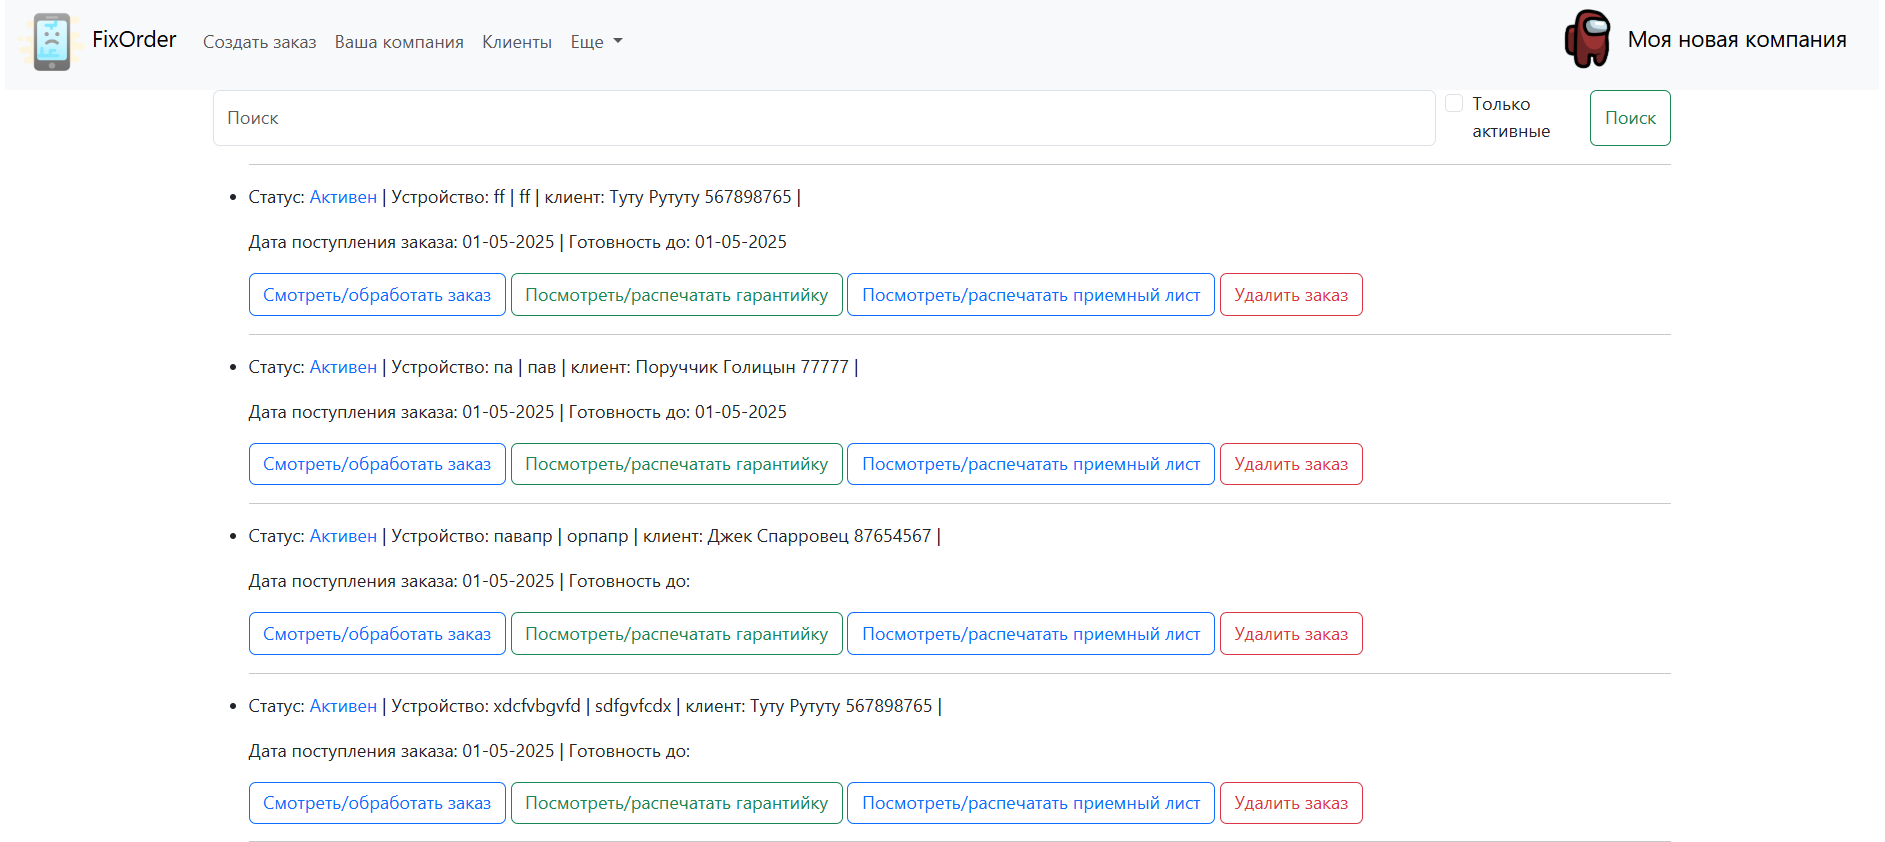 FixOrder Создать заказ Ваша компания Клиенты Еще Моя новая компания
Поиск Только активные Поиск
Статус: Активен | Устройство: ff | ff | клиент: Туту Рутуту 567898765 |
Дата поступления заказа: 01-05-2025 | Готовность до: 01-05-2025
Смотреть/обработать заказ Посмотреть/распечатать гарантийку Посмотреть/распечатать приемный лист Удалить заказ
Статус: Активен | Устройство: па | пав | клиент: Поруччик Голицын 77777 |
Дата поступления заказа: 01-05-2025 | Готовность до: 01-05-2025
Смотреть/обработать заказ Посмотреть/распечатать гарантийку Посмотреть/распечатать приемный лист Удалить заказ
Статус: Активен | Устройство: павапр | орпапр | клиент: Джек Спарровец 87654567 |
Дата поступления заказа: 01-05-2025 | Готовность до:
Смотреть/обработать заказ Посмотреть/распечатать гарантийку Посмотреть/распечатать приемный лист Удалить заказ
Статус: Активен | Устройство: xdcfvbgvfd | sdfgvfcdx | клиент: Туту Рутуту 567898765 |
Дата поступления заказа: 01-05-2025 | Готовность до:
Смотреть/обработать заказ Посмотреть/распечатать гарантийку Посмотреть/распечатать приемный лист Удалить заказ